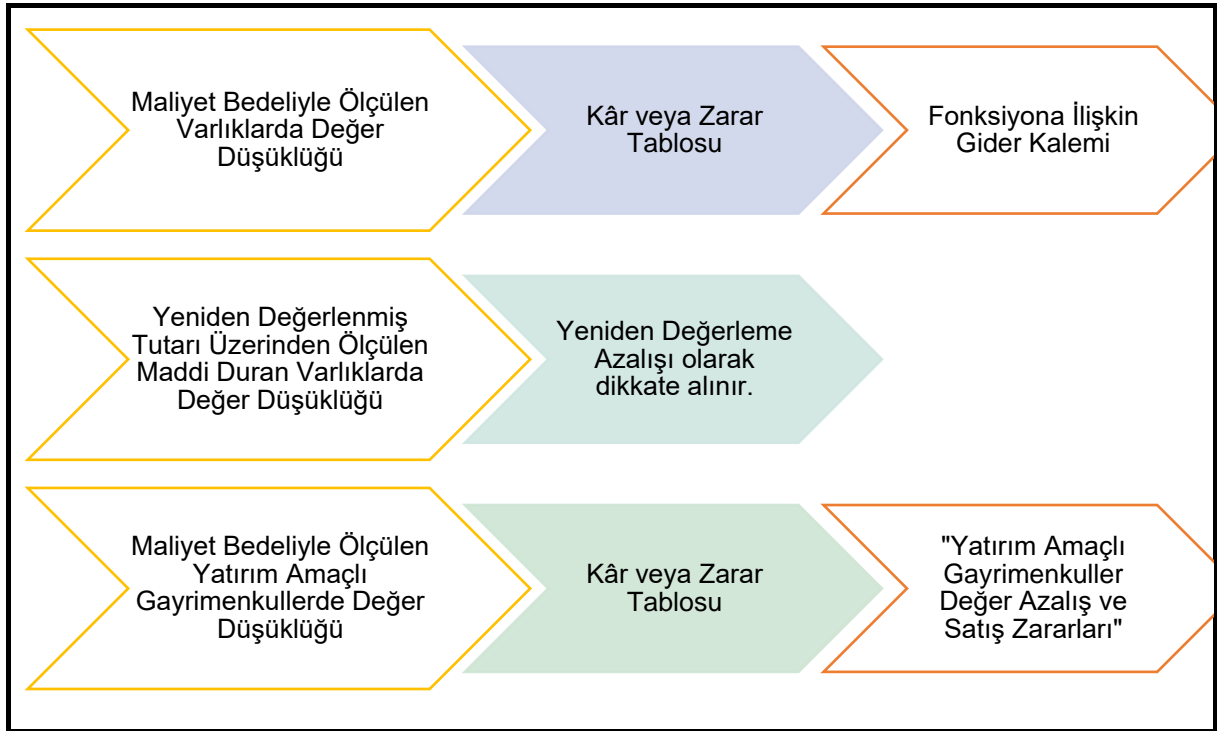 Maliyet Bedeliyle Ölçülen
Varlıklarda Değer
Düşüklüğü
Kâr veya Zarar
Tablosu
Fonksiyona İlişkin
Gider Kalemi
Yeniden Değerlenmiş
Tutarı Üzerinden Ölçülen
Maddi Duran Varlıklarda
Değer Düşüklüğü
Yeniden Değerleme
Azalışı olarak
dikkate alınır.
Maliyet Bedeliyle Ölçülen
Yatırım Amaçlı
Gayrimenkullerde Değer
Düşüklüğü
Kâr veya Zarar
Tablosu
"Yatırım Amaçlı
Gayrimenkuller
Değer Azalış ve
Satış Zararları"